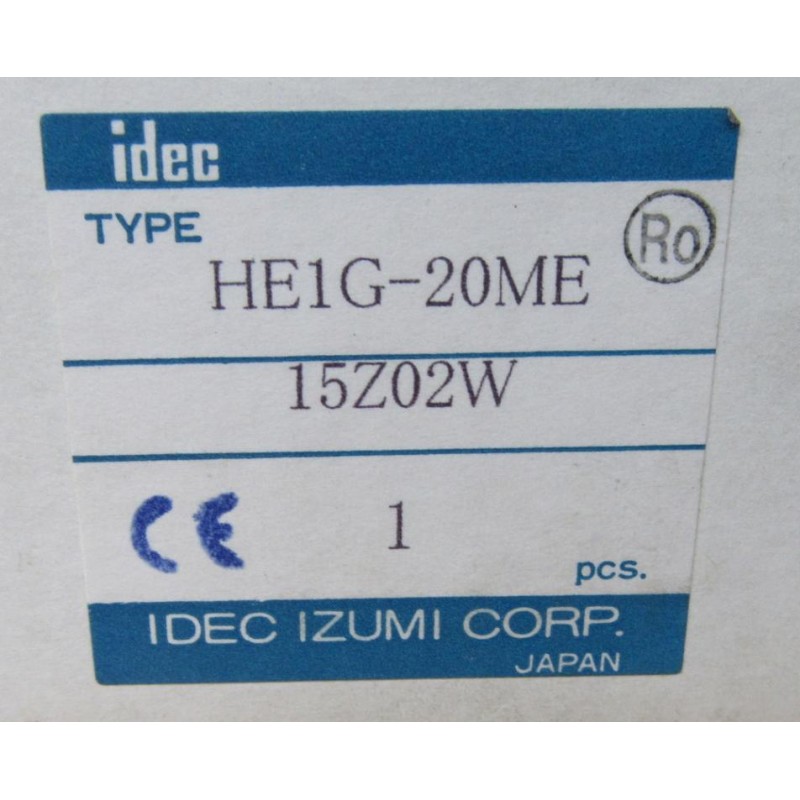 idec
TYPE
Ro
HE1G-20ME
15Z02W
CE
1
pcs.
IDEC IZUMI CORP.
JAPAN